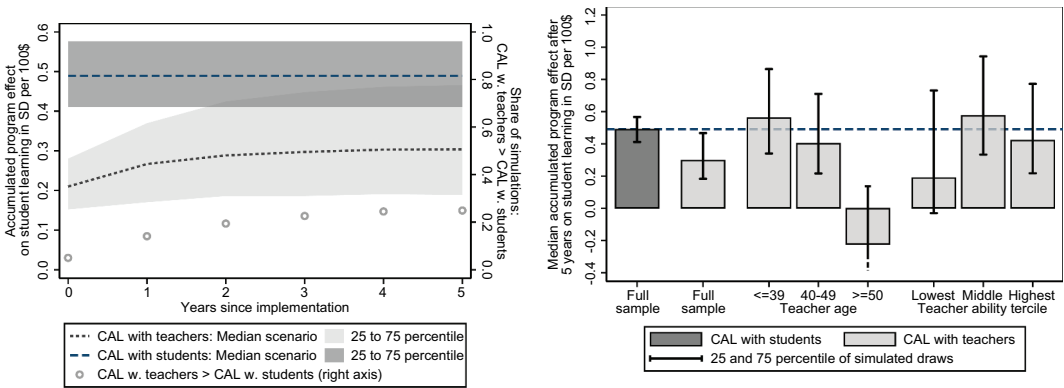 Accumulated program effect
on student learning in SD per 100$
0.6
0.5
0.4
0.3
0.2
0.1
0.0
1.0
0.8
0.6
0.4
0.2
0.0
Share of simulations:
CAL w. teachers > CAL w. students
0 1 2 3 4 5
Years since implementation
CAL with teachers: Median scenario 25 to 75 percentile
CAL with students: Median scenario 25 to 75 percentile
CAL w. teachers > CAL w. students (right axis)
Median accumulated program effect after
5 years on student learning in SD per 100$
1.2
1.0
0.8
0.6
0.4
0.2
0.0
-0.2
-0.4
Full Full <=39 40-49 >=50 Lowest Middle Highest
sample sample Teacher age Teacher ability tercile
CAL with students CAL with teachers
25 and 75 percentile of simulated draws